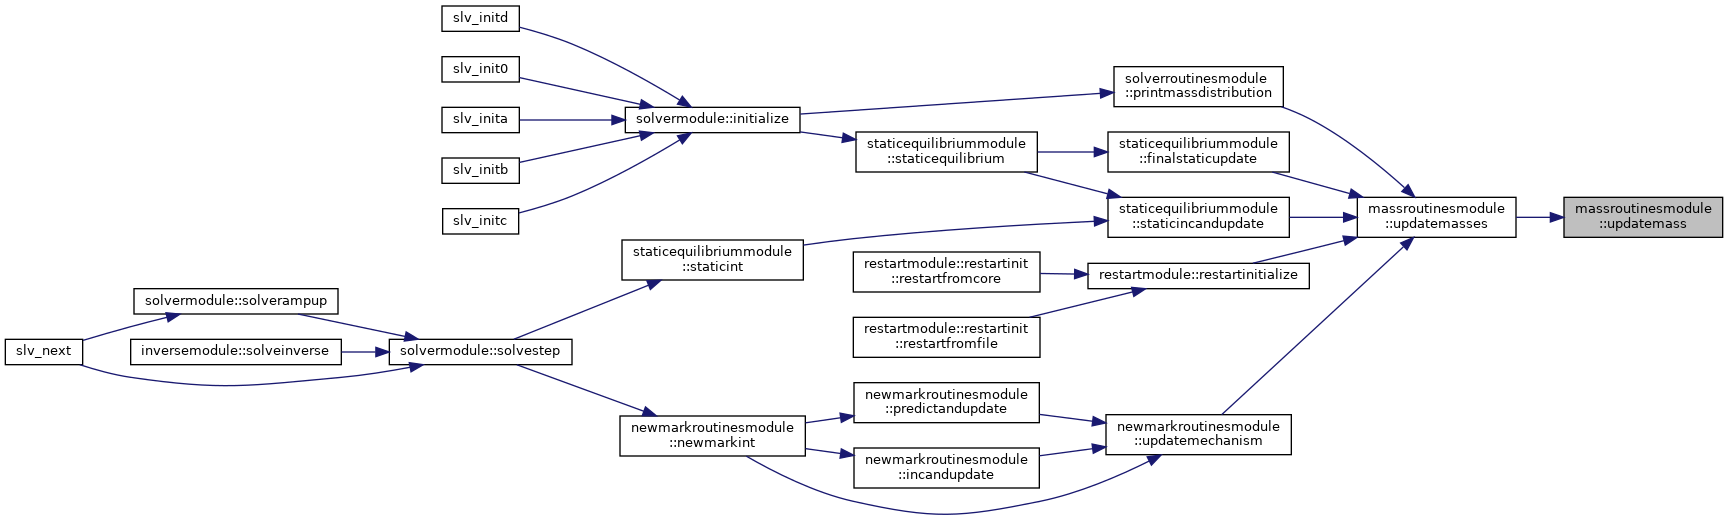 slv_initd
slv_init0
slv_inita
slv_initb
slv_initc
solvermodule::initialize
solverroutinesmodule
::printmassdistribution
staticequilibriummodule
::staticequilibrium
staticequilibriummodule
::finalstaticupdate
staticequilibriummodule
::staticincandupdate
massroutinesmodule
::updatemasses
massroutinesmodule
::updatemass
staticequilibriummodule
::staticint
restartmodule::restartinit
::restartfromcore
restartmodule::restartinitialize
restartmodule::restartinit
::restartfromfile
solvermodule::solverampup
slv_next
inversemodule::solveinverse
solvermodule::solvestep
newmarkroutinesmodule
::predictandupdate
newmarkroutinesmodule
::newmarkint
newmarkroutinesmodule
::updatemechanism
newmarkroutinesmodule
::incandupdate